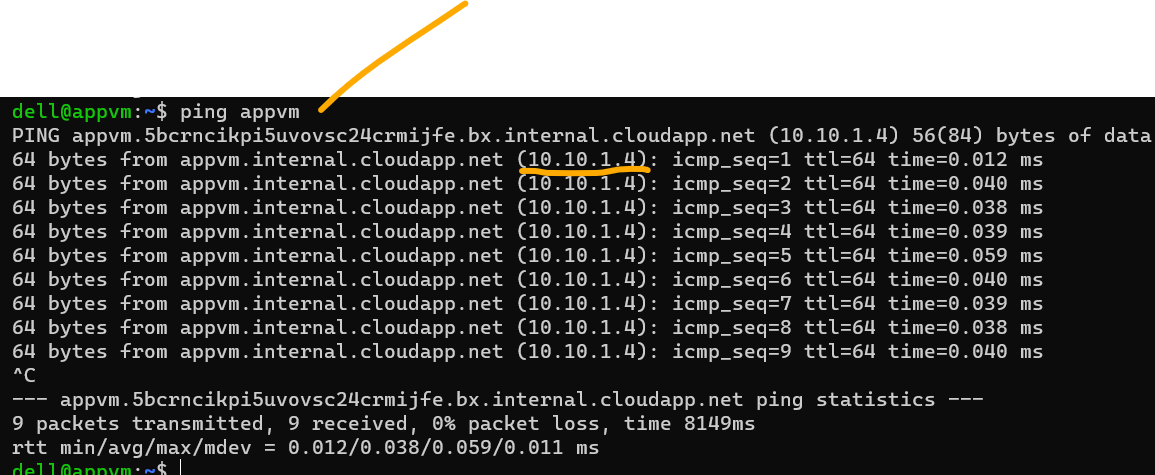 dell@appvm:~$ ping appvm
PING appvm.5bcrncikpi5uvovsc24crmijfe.bx.internal.cloudapp.net (10.10.1.4) 56(84) bytes of data
64 bytes from appvm.internal.cloudapp.net (10.10.1.4): icmp_seq=1 ttl=64 time=0.012 ms
64 bytes from appvm.internal.cloudapp.net (10.10.1.4): icmp_seq=2 ttl=64 time=0.040 ms
64 bytes from appvm.internal.cloudapp.net (10.10.1.4): icmp_seq=3 ttl=64 time=0.038 ms
64 bytes from appvm.internal.cloudapp.net (10.10.1.4): icmp_seq=4 ttl=64 time=0.039 ms
64 bytes from appvm.internal.cloudapp.net (10.10.1.4): icmp_seq=5 ttl=64 time=0.059 ms
64 bytes from appvm.internal.cloudapp.net (10.10.1.4): icmp_seq=6 ttl=64 time=0.040 ms
64 bytes from appvm.internal.cloudapp.net (10.10.1.4): icmp_seq=7 ttl=64 time=0.039 ms
64 bytes from appvm.internal.cloudapp.net (10.10.1.4): icmp_seq=8 ttl=64 time=0.038 ms
64 bytes from appvm.internal.cloudapp.net (10.10.1.4): icmp_seq=9 ttl=64 time=0.040 ms
^C
--- appvm.5bcrncikpi5uvovsc24crmijfe.bx.internal.cloudapp.net ping statistics ---
9 packets transmitted, 9 received, 0% packet loss, time 8149ms
rtt min/avg/max/mdev = 0.012/0.038/0.059/0.011 ms
dell@appvm:~$